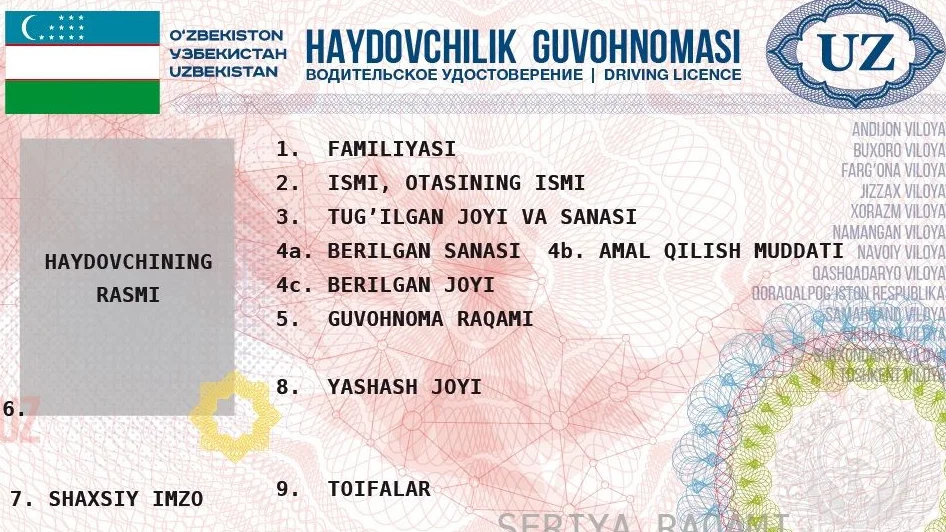 O‘ZBEKISTON
УЗБЕКИСТАН
UZBEKISTAN
HAYDOVCHILIK GUVOHNOMASI
ВОДИТЕЛЬСКОЕ УДОСТОВЕРЕНИЕ | DRIVING LICENCE
UZ
ANDIJON VILOYA
BUXORO VILOYA
FARG‘ONA VILOYA
JIZZAX VILOYA
XORAZM VILOYA
NAMANGAN VILOYA
NAVOIY VILOYA
QASHQADARYO VILOYA
QORAQALPOG‘ISTON RESPUBLIKA
SAMARQAND VILOYA
VILOYA
SURXONDARYO VILOYA
TOSHKENT VILOYA
HAYDOVCHINING
RASMI
1. FAMILIYASI
2. ISMI, OTASINING ISMI
3. TUG’ILGAN JOYI VA SANASI
4a. BERILGAN SANASI 4b. AMAL QILISH MUDDATI
4c. BERILGAN JOYI
5. GUVOHNOMA RAQAMI
6.
UZ
8. YASHASH JOYI
7. SHAXSIY IMZO
9. TOIFALAR
SERIYA RAQAMI